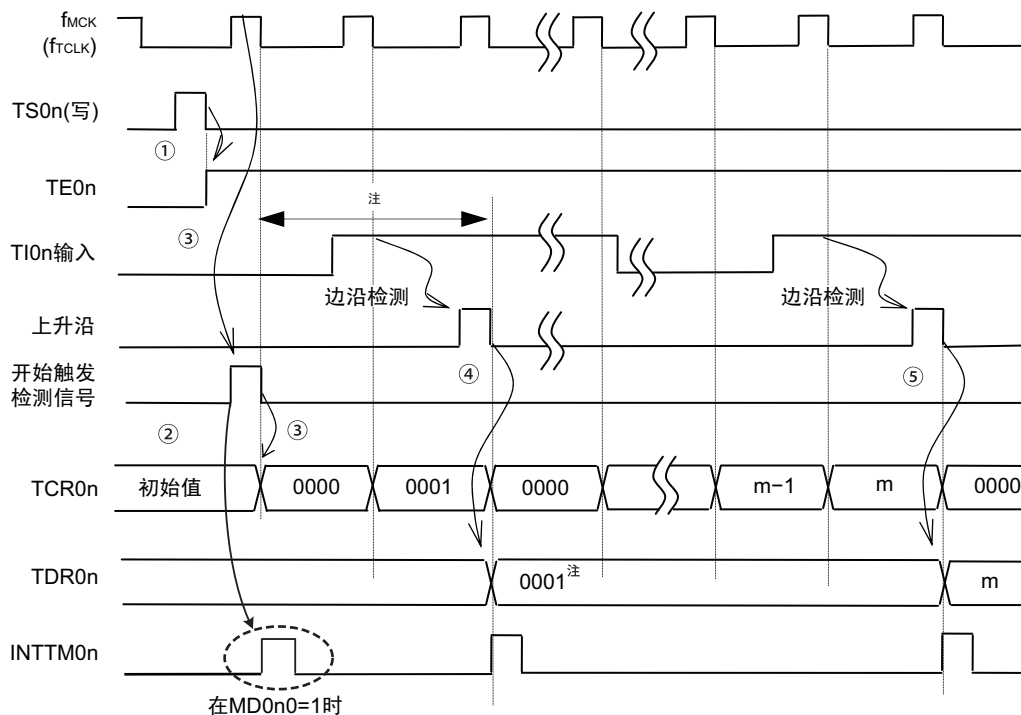 fMCK
(fTCLK)
TS0n(写)
①
TE0n
注
③
TI0n输入
边沿检测
边沿检测
上升沿
④
⑤
开始触发
检测信号
②
③
TCR0n
初始值
0000
0001
0000
m−1
m
0000
TDR0n
0001注
m
INTTM0n
在MD0n0=1时